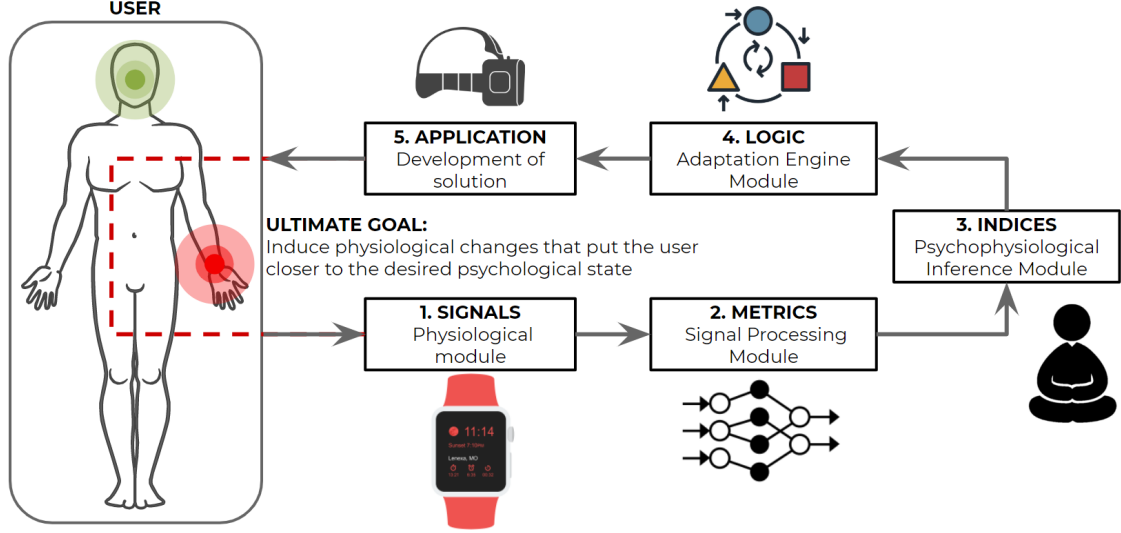 USER
5. APPLICATION
Development of
solution
4. LOGIC
Adaptation Engine
Module
ULTIMATE GOAL:
Induce physiological changes that put the user
closer to the desired psychological state
3. INDICES
Psychophysiological
Inference Module
1. SIGNALS
Physiological
module
2. METRICS
Signal Processing
Module
11:14
Lenexa, MO